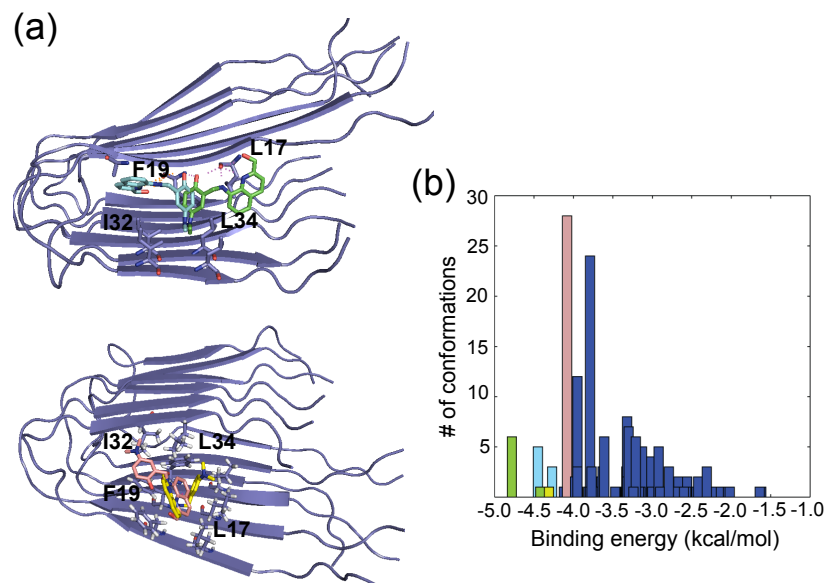 (a)
L17
F19
I32
L34
I32
L34
F19
L17
(b)
30
25
20
15
10
5
-5.0 -4.5 -4.0 -3.5 -3.0 -2.5 -2.0 -1.5 -1.0
# of conformations
Binding energy (kcal/mol)